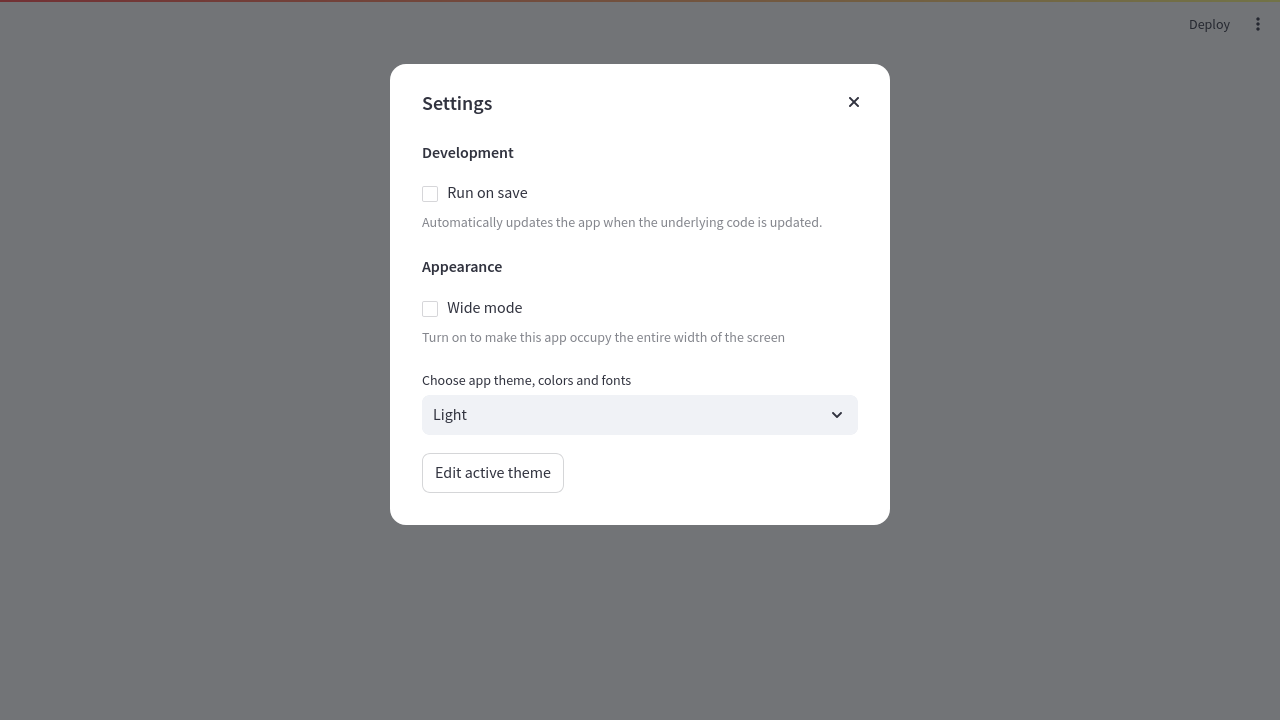 Deploy
Settings
Development
Run on save
Automatically updates the app when the underlying code is updated.
Appearance
Wide mode
Turn on to make this app occupy the entire width of the screen
Choose app theme, colors and fonts
Light
Edit active theme